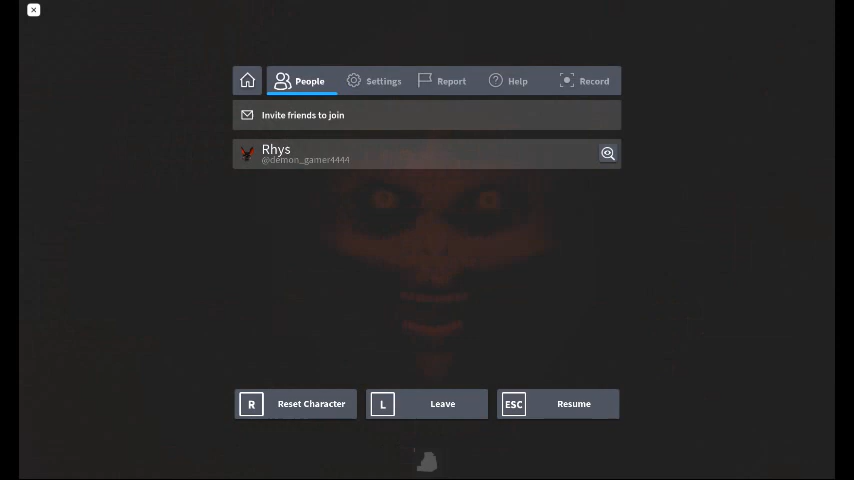 People
Settings
Report
Help
Record
Invite friends to join
Rhys
@demon_gamer4444
R Reset Character
L Leave
ESC Resume